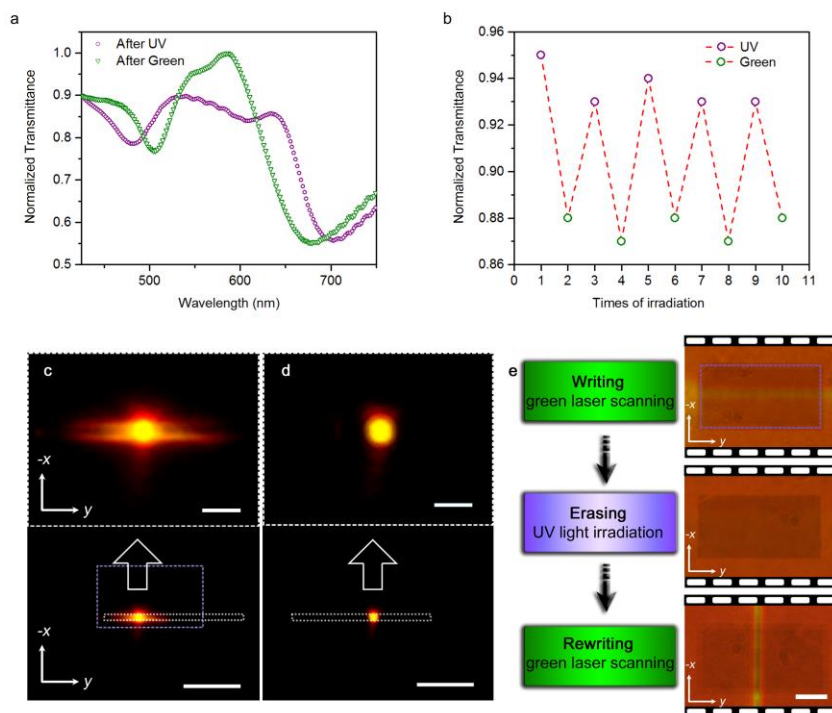 a
After UV
After Green
1.0
0.9
0.8
0.7
0.6
0.5
Normalized Transmittance
500
600
700
Wavelength (nm)
b
UV
Green
0.96
0.94
0.92
0.90
0.88
0.86
Normalized Transmittance
0 1 2 3 4 5 6 7 8 9 10 11
Times of irradiation
c
-x
y
d
-x
y
e
Writing
green laser scanning
-x
y
Erasing
UV light irradiation
-x
y
Rewriting
green laser scanning
-x
y